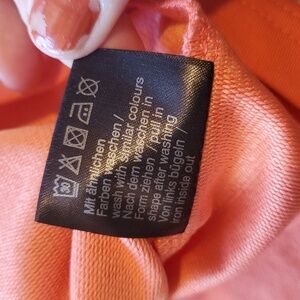 30
Mit ähnlichen
Farben waschen /
wash with similar colours
Nach dem waschen in
Form ziehen / pull in
shape after washing
Von links bügeln /
iron inside out